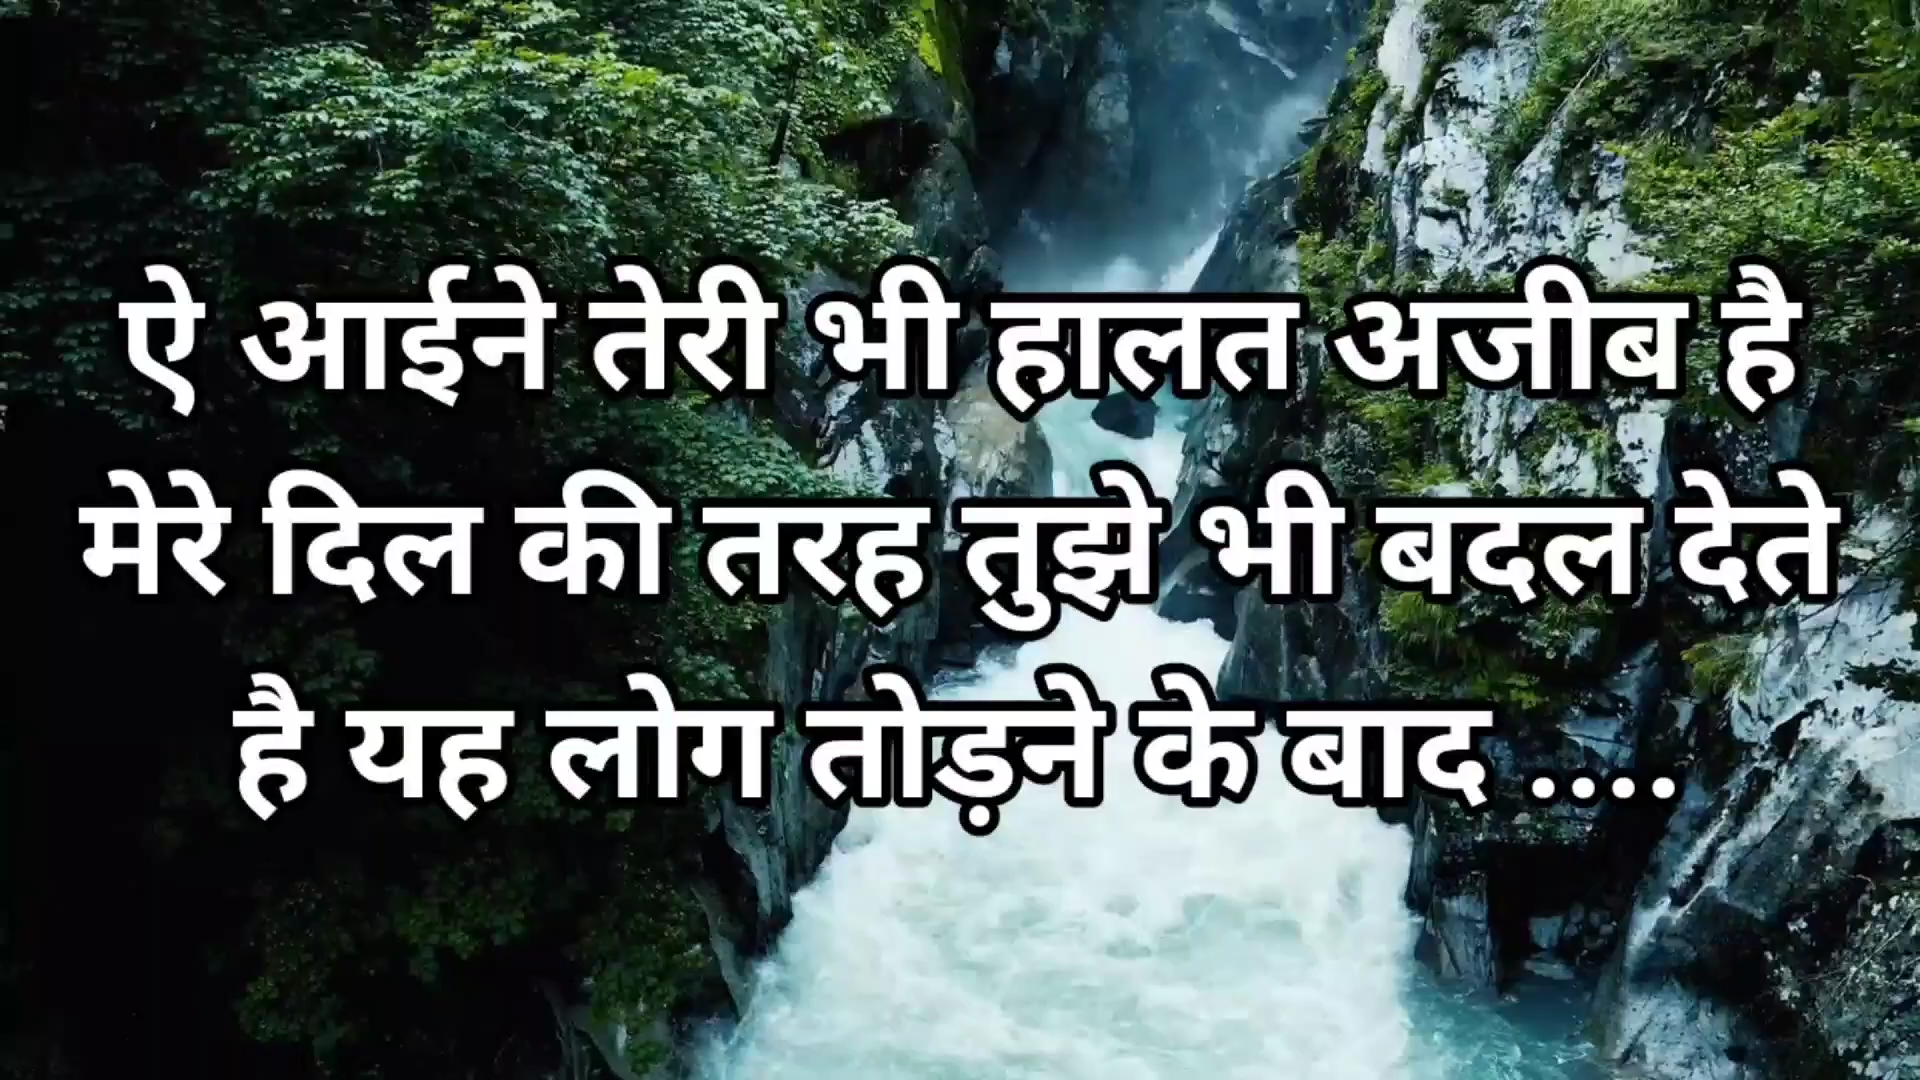 ऐ आईने तेरी भी हालत अजीब है
मेरे दिल की तरह तुझे भी बदल देते
है यह लोग तोड़ने के बाद ....